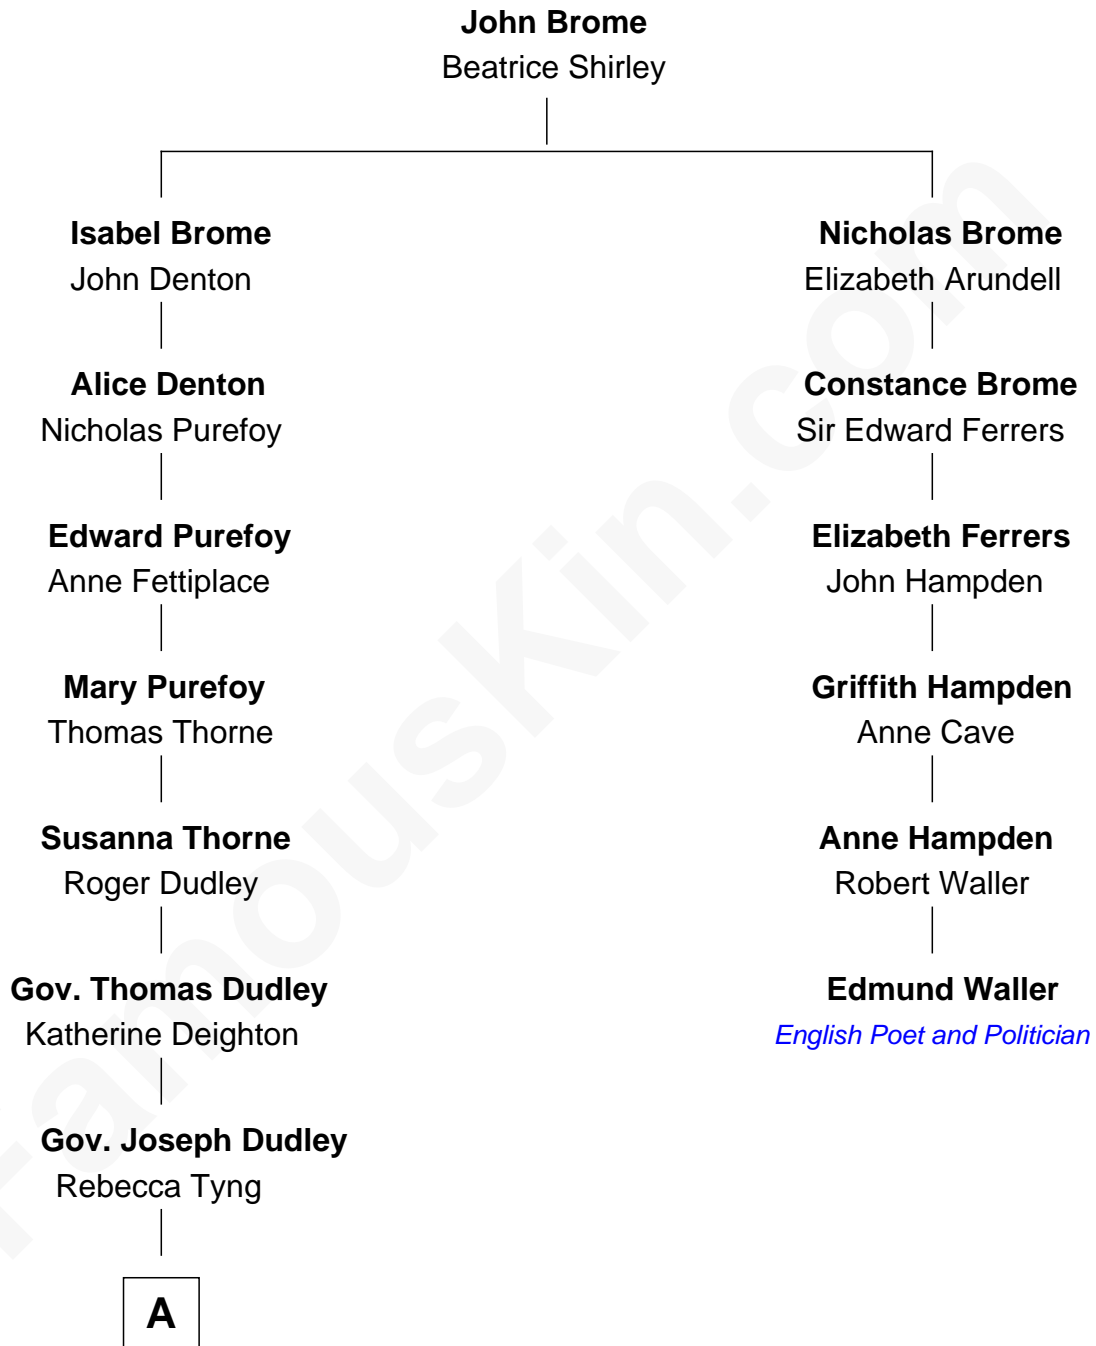 John Brome
Beatrice Shirley
Isabel Brome
John Denton
Nicholas Brome
Elizabeth Arundell
Alice Denton
Nicholas Purefoy
Constance Brome
Sir Edward Ferrers
Edward Purefoy
Anne Fettiplace
Elizabeth Ferrers
John Hampden
Mary Purefoy
Thomas Thorne
Griffith Hampden
Anne Cave
Susanna Thorne
Roger Dudley
Anne Hampden
Robert Waller
Gov. Thomas Dudley
Katherine Deighton
Edmund Waller
English Poet and Politician
Gov. Joseph Dudley
Rebecca Tyng
A
FamousKin.com